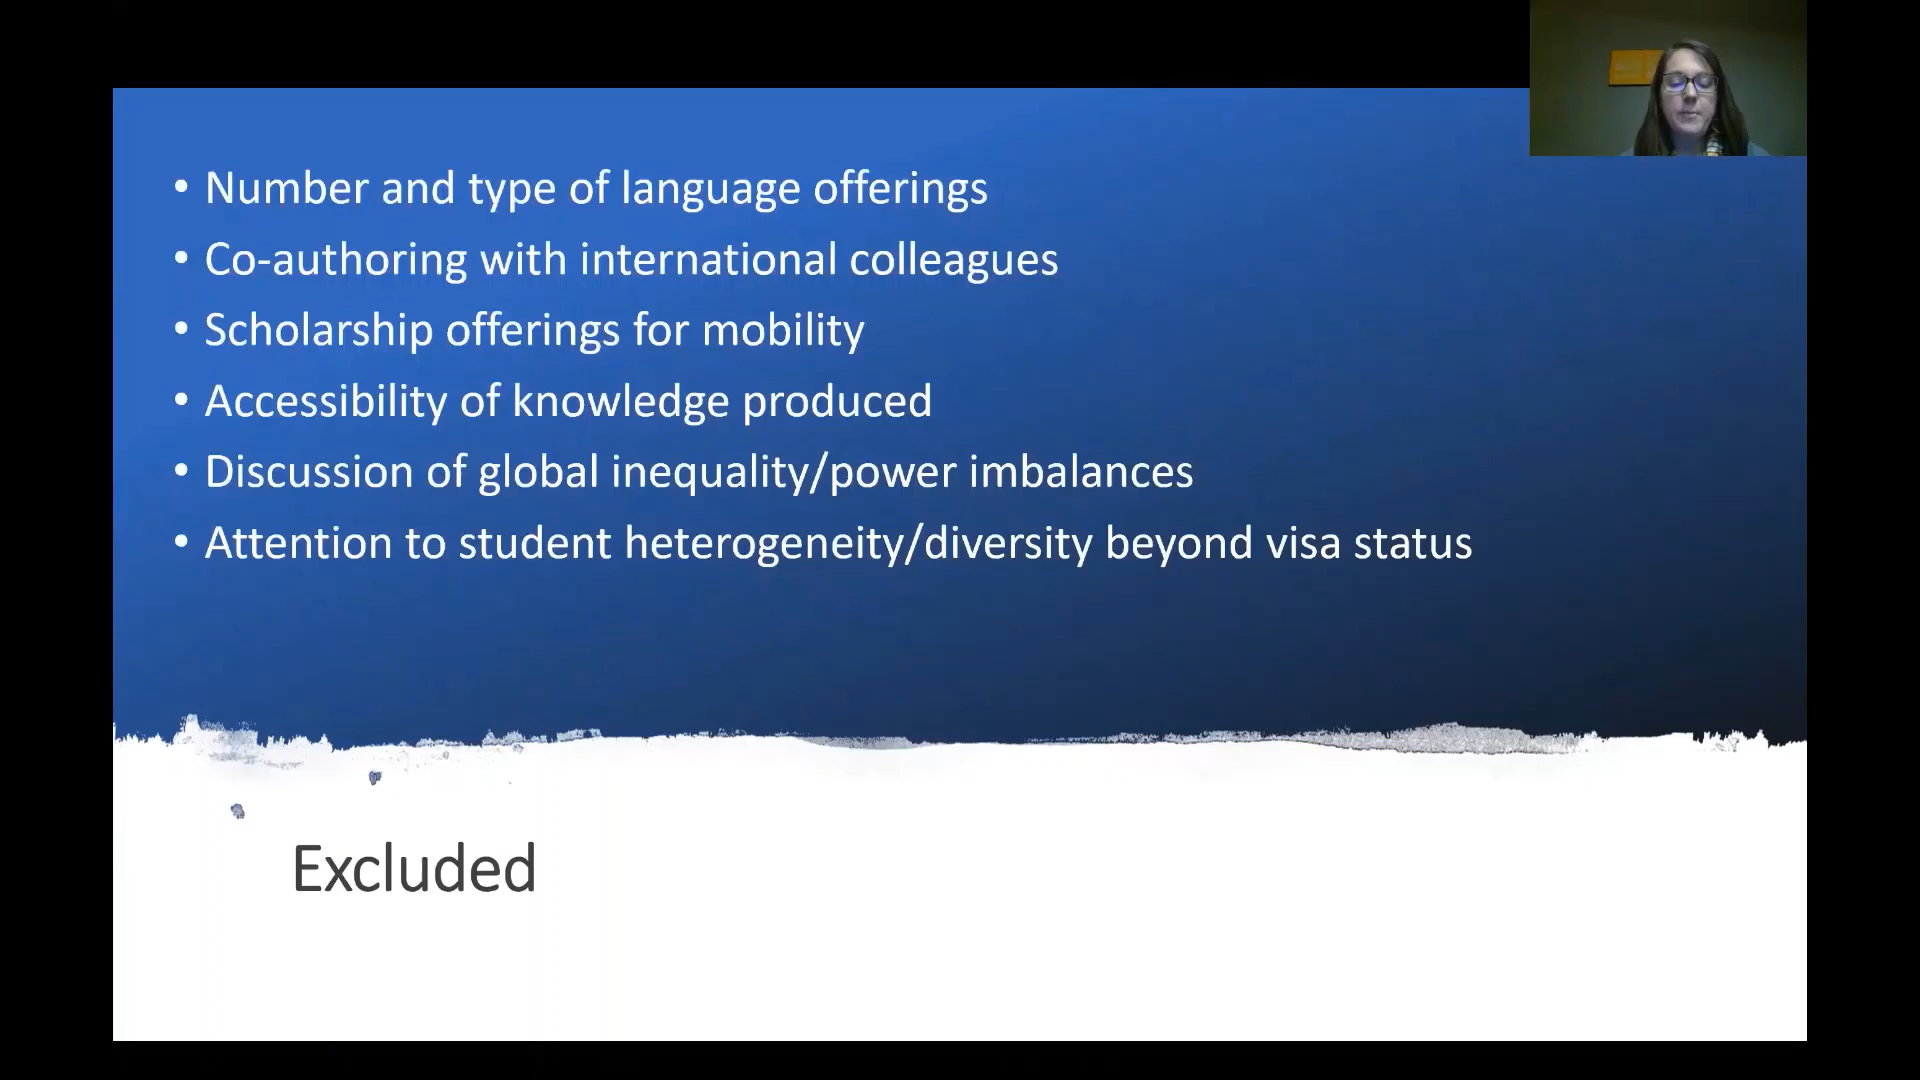 • Number and type of language offerings
• Co-authoring with international colleagues
• Scholarship offerings for mobility
• Accessibility of knowledge produced
• Discussion of global inequality/power imbalances
• Attention to student heterogeneity/diversity beyond visa status
Excluded